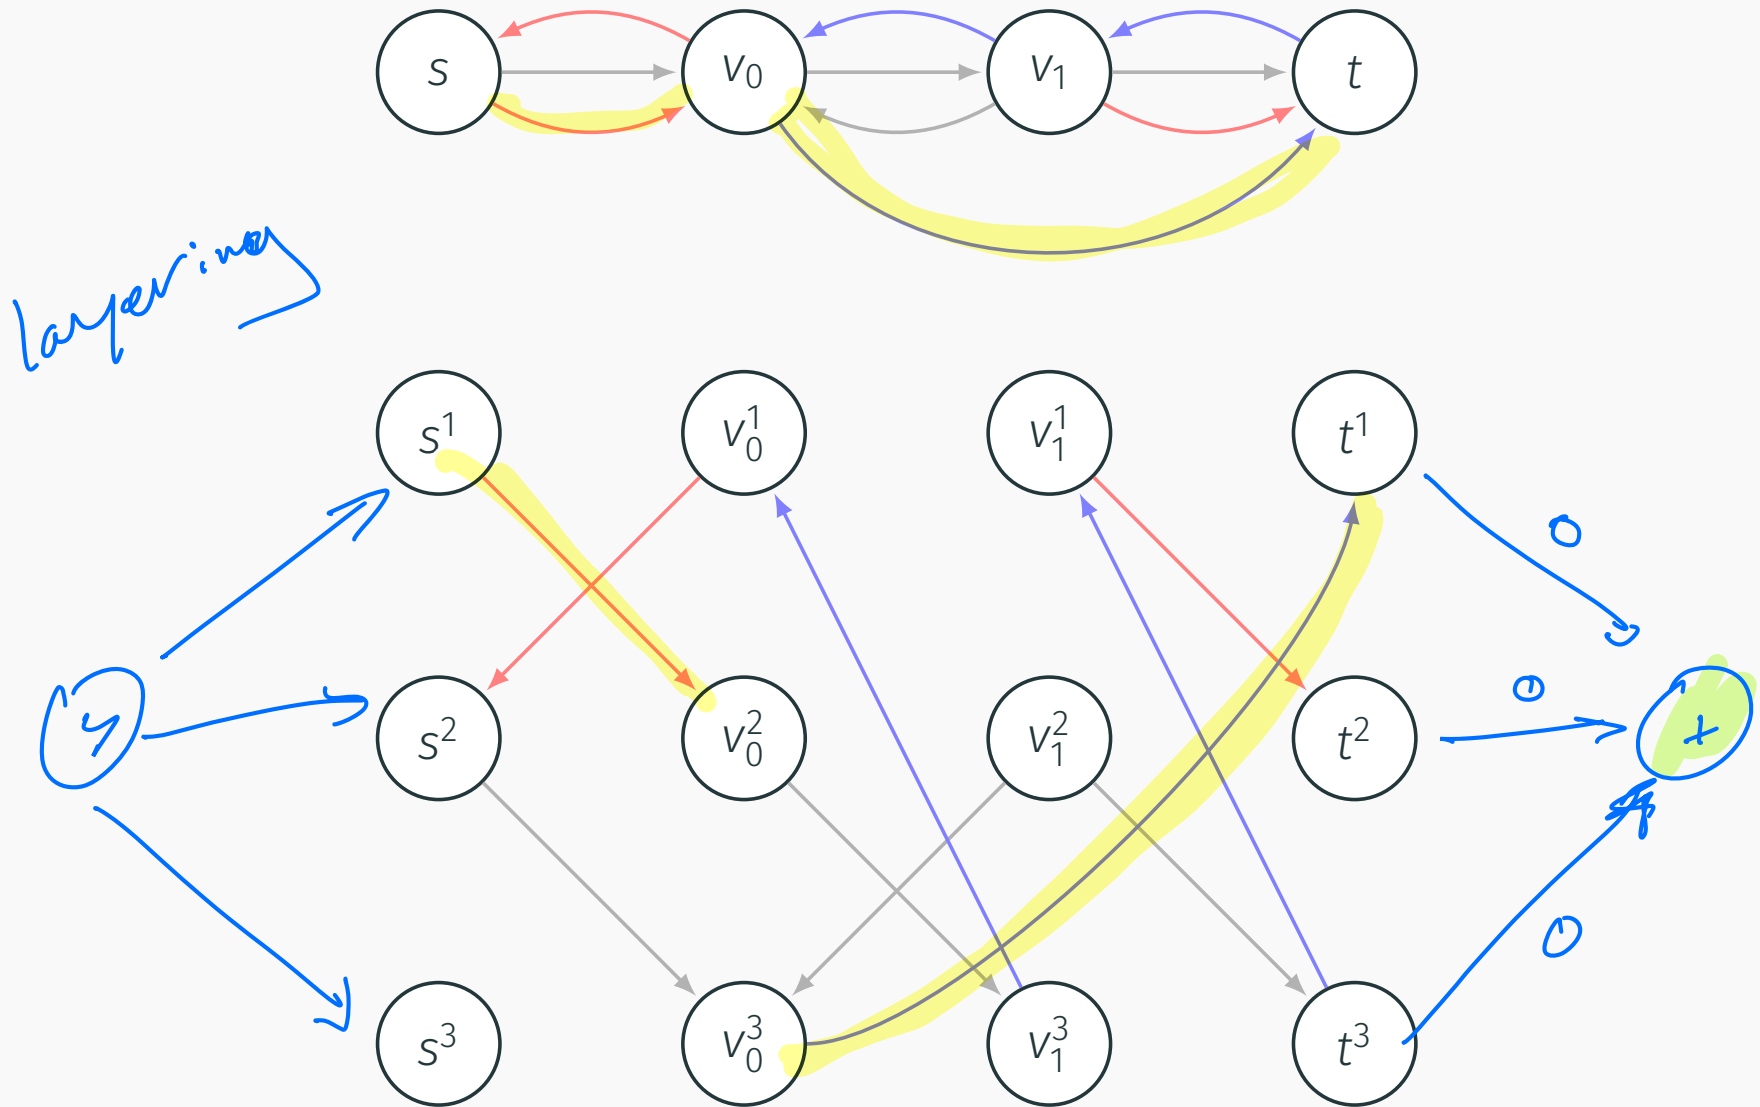 s v₀ v₁ t
layering
s¹ v₀¹ v₁¹ t¹
0
y s² v₀² v₁² t² 0
s³ v₀³ v₁³ t³ 0